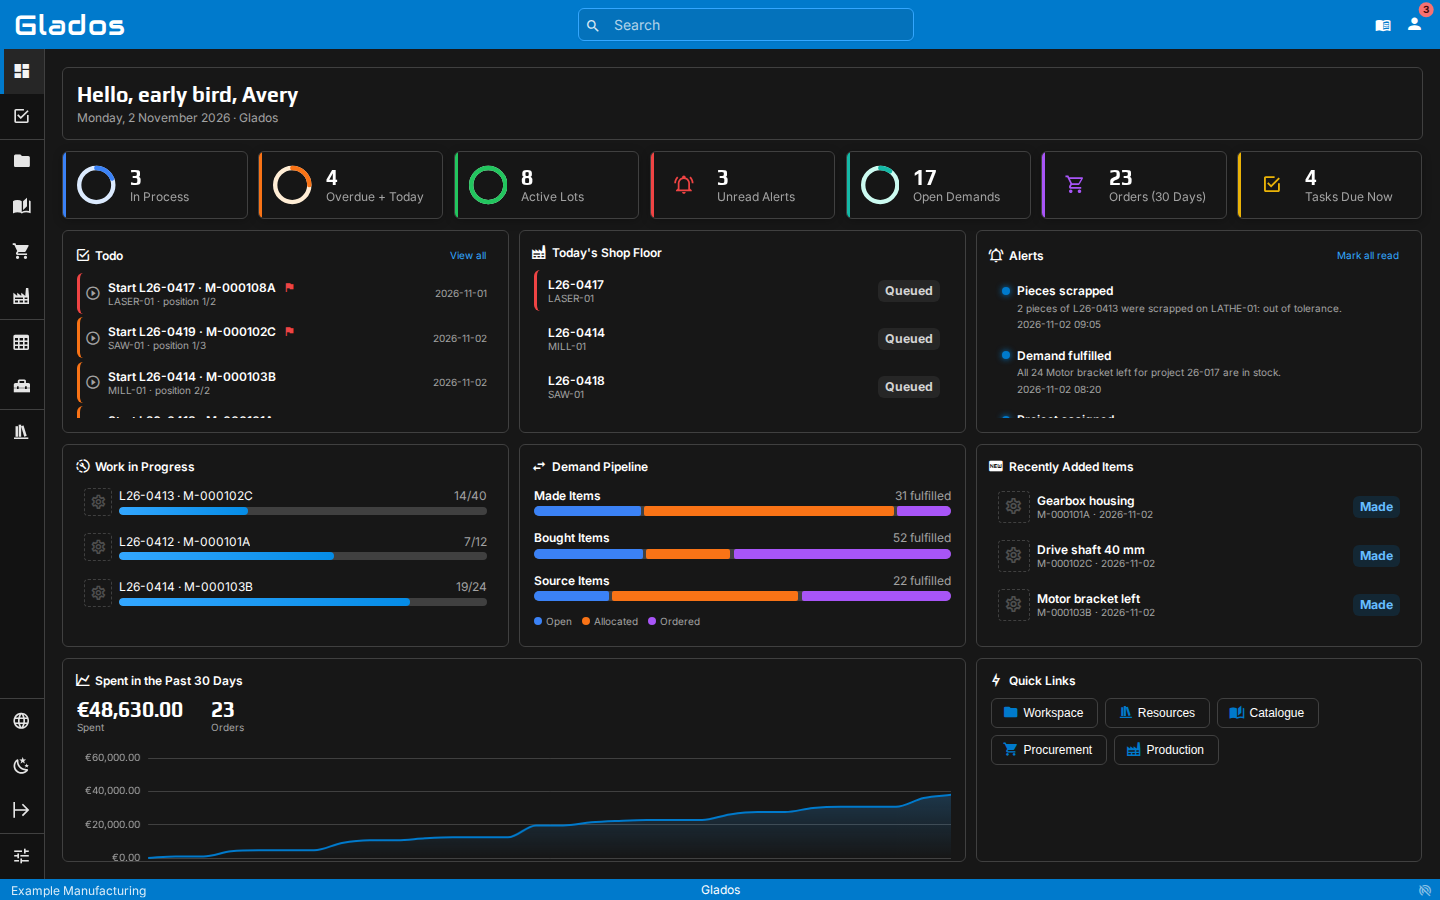 Glados
Search
3
Hello, early bird, Avery
Monday, 2 November 2026 · Glados
3
In Process
4
Overdue + Today
8
Active Lots
3
Unread Alerts
17
Open Demands
23
Orders (30 Days)
4
Tasks Due Now
Todo
View all
Start L26-0417 · M-000108A
LASER-01 · position 1/2
2026-11-01
Start L26-0419 · M-000102C
SAW-01 · position 1/3
2026-11-02
Start L26-0414 · M-000103B
MILL-01 · position 2/2
2026-11-02
Today's Shop Floor
L26-0417
LASER-01
Queued
L26-0414
MILL-01
Queued
L26-0418
SAW-01
Queued
Alerts
Mark all read
Pieces scrapped
2 pieces of L26-0413 were scrapped on LATHE-01: out of tolerance.
2026-11-02 09:05
Demand fulfilled
All 24 Motor bracket left for project 26-017 are in stock.
2026-11-02 08:20
Work in Progress
L26-0413 · M-000102C
14/40
L26-0412 · M-000101A
7/12
L26-0414 · M-000103B
19/24
Demand Pipeline
Made Items
31 fulfilled
Bought Items
52 fulfilled
Source Items
22 fulfilled
Open
Allocated
Ordered
NEW
Recently Added Items
Gearbox housing
M-000101A · 2026-11-02
Made
Drive shaft 40 mm
M-000102C · 2026-11-02
Made
Motor bracket left
M-000103B · 2026-11-02
Made
Spent in the Past 30 Days
€48,630.00
Spent
23
Orders
€60,000.00
€40,000.00
€20,000.00
€0.00
Quick Links
Workspace
Resources
Catalogue
Procurement
Production
Example Manufacturing
Glados